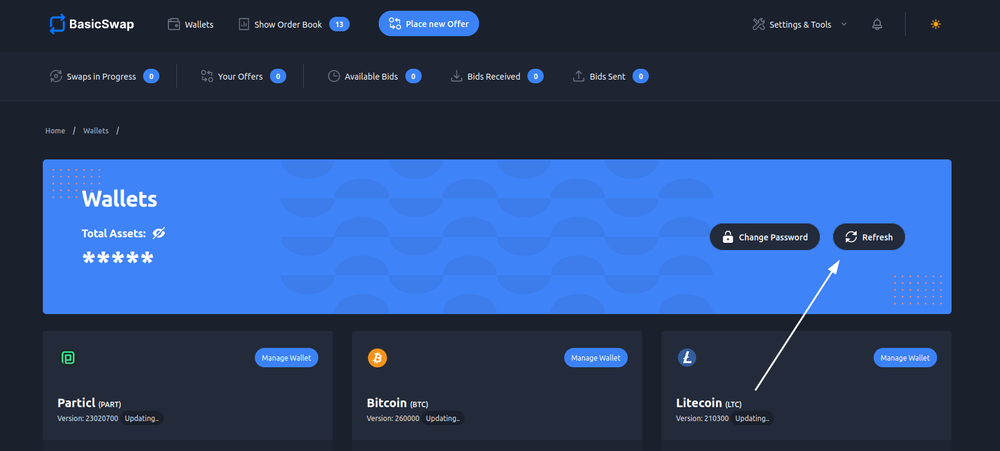 BasicSwap Wallets Show Order Book 13 Place new Offer Settings & Tools
Swaps in Progress 0 Your Offers 0 Available Bids 0 Bids Received 0 Bids Sent 0
Home / Wallets /
Wallets
Total Assets:
*****
Change Password Refresh
Manage Wallet Manage Wallet Manage Wallet
Particl (PART) Bitcoin (BTC) Litecoin (LTC)
Version: 23020700 Updating.. Version: 260000 Updating.. Version: 210300 Updating..